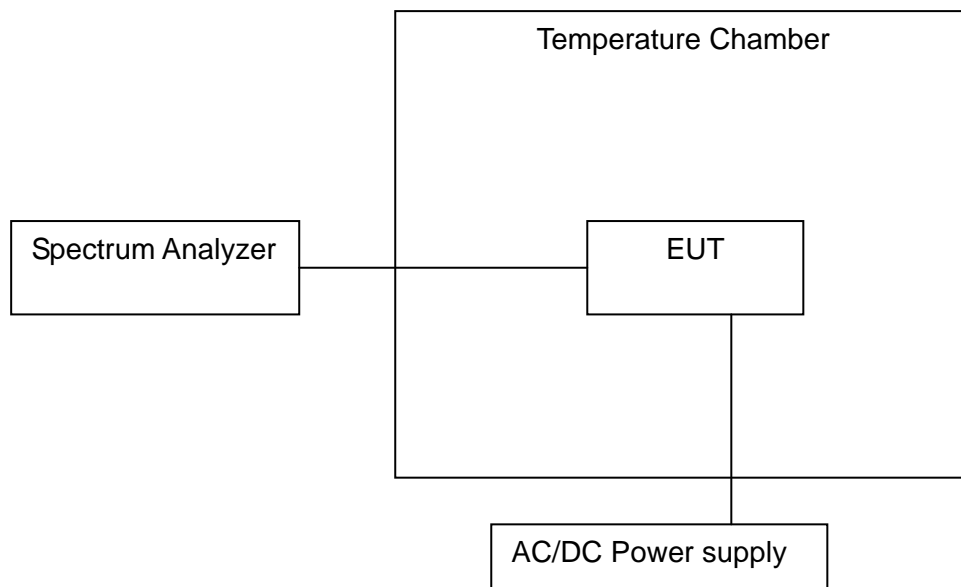 Temperature Chamber
Spectrum Analyzer
EUT
AC/DC Power supply